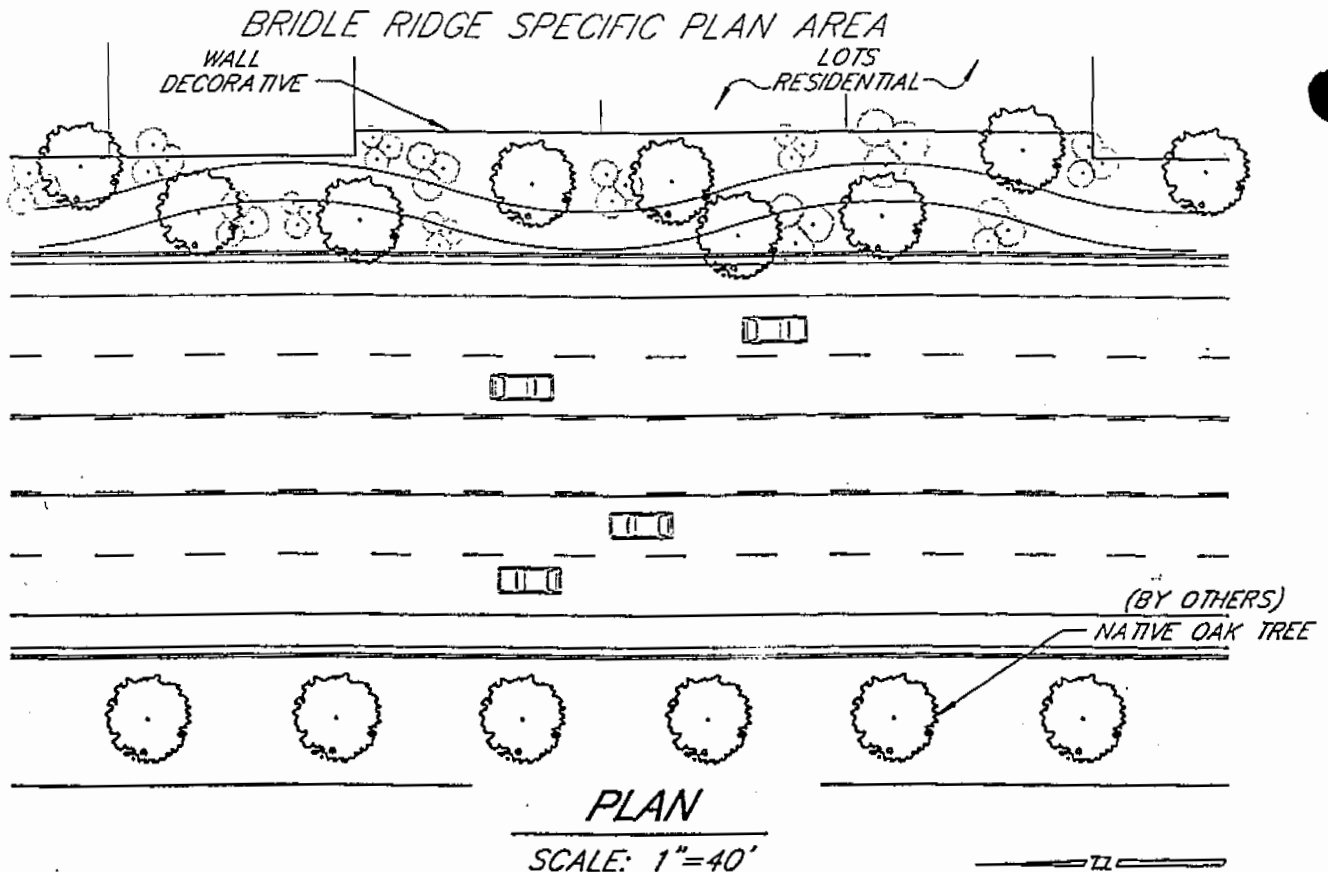 BRIDLE RIDGE SPECIFIC PLAN AREA
WALL
DECORATIVE
LOTS
RESIDENTIAL
(BY OTHERS)
NATIVE OAK TREE
PLAN
SCALE: 1"=40'